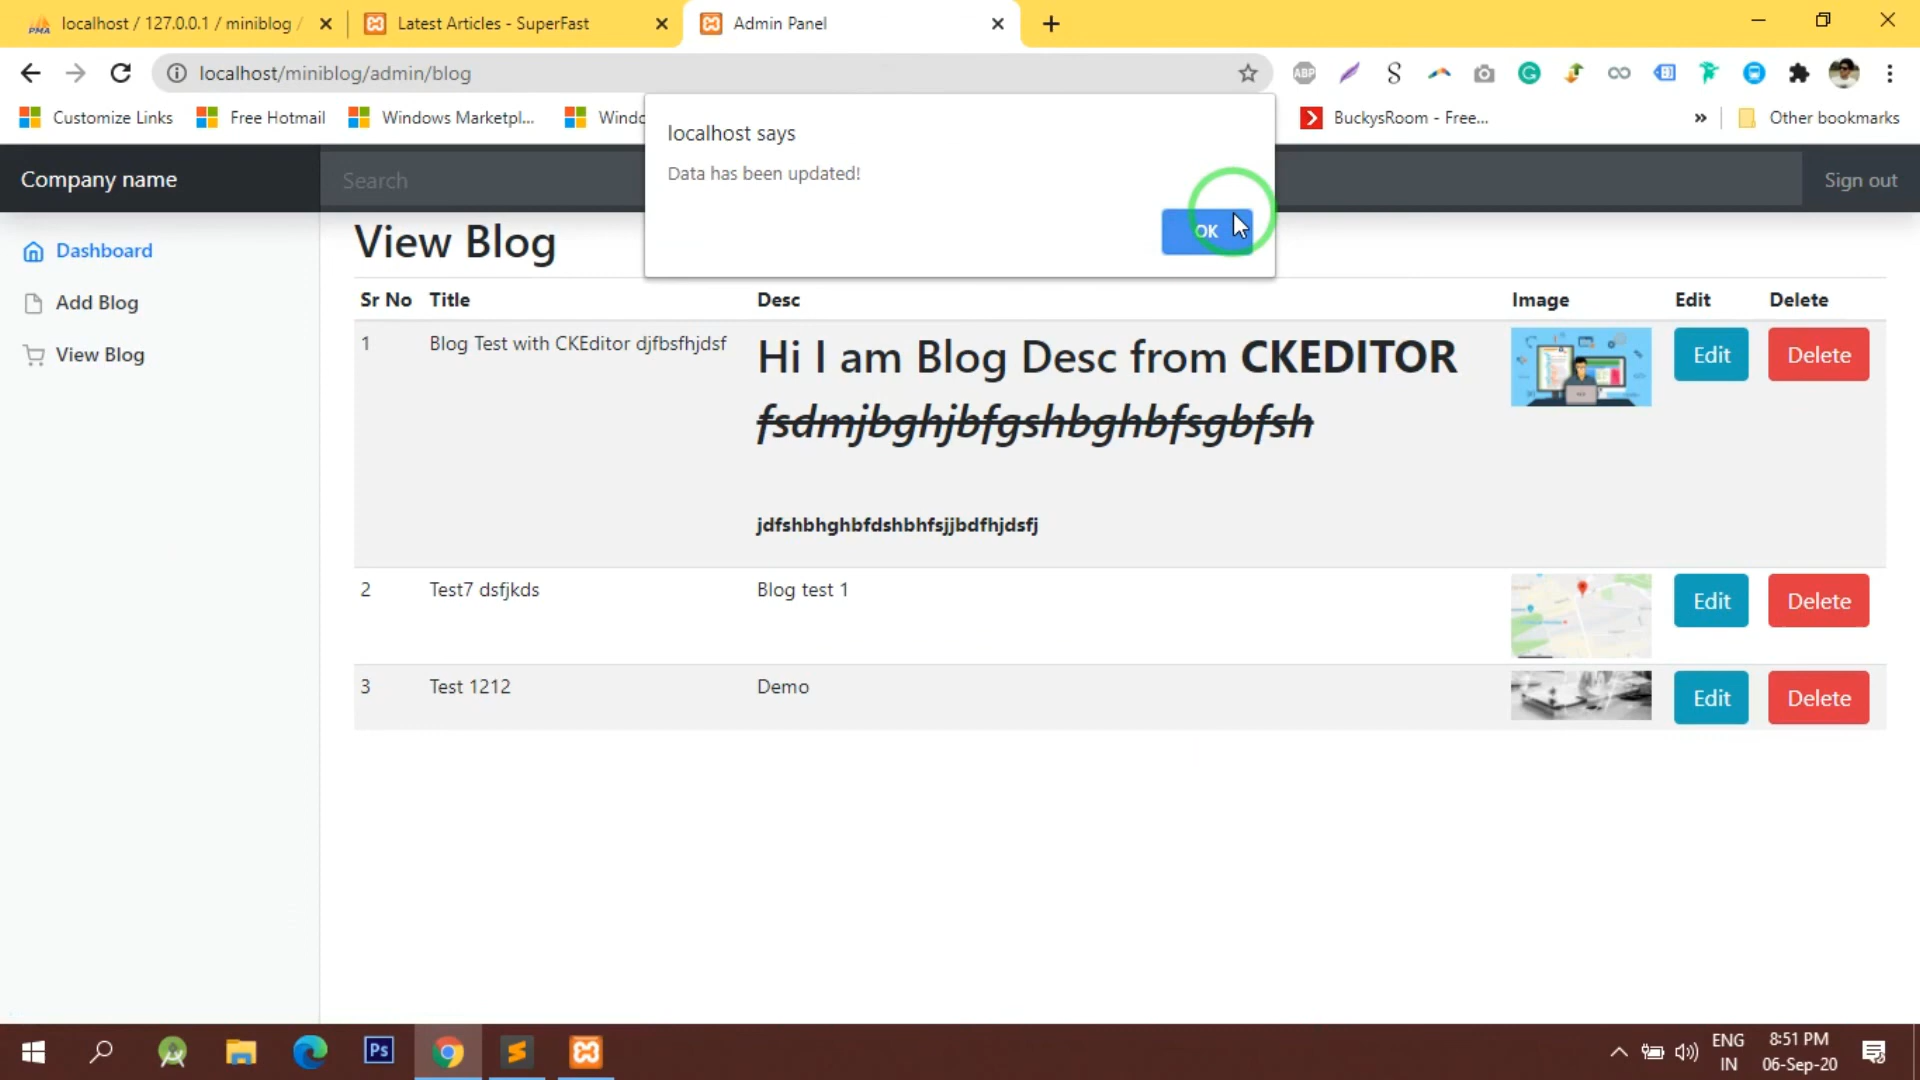 localhost / 127.0.0.1 / miniblog /
Latest Articles - SuperFast
Admin Panel
localhost/miniblog/admin/blog
ABP
Customize Links
Free Hotmail
Windows Marketpl...
Windo
BuckysRoom - Free...
»
Other bookmarks
localhost says
Data has been updated!
OK
Company name
Search
Sign out
Dashboard
Add Blog
View Blog
View Blog
Sr No Title Desc Image Edit Delete
1 Blog Test with CKEditor djfbsfhjdsf Hi I am Blog Desc from CKEDITOR Edit Delete
fsdmjbghjbfgshbghbfsgbfsh
jdfshbhghbfdshbhfsjjbdfhjdsfj
2 Test7 dsfjkds Blog test 1 Edit Delete
3 Test 1212 Demo Edit Delete
Ps
ENG
IN
8:51 PM
06-Sep-20